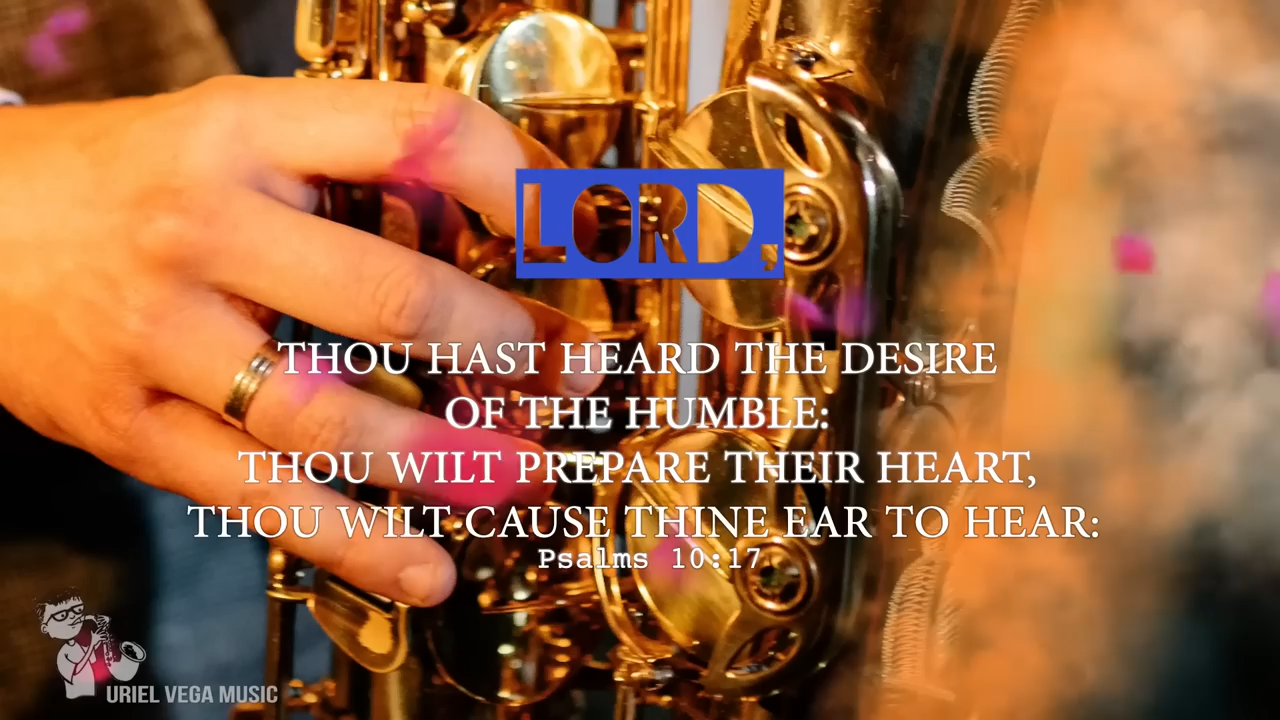 LORD,
THOU HAST HEARD THE DESIRE
OF THE HUMBLE:
THOU WILT PREPARE THEIR HEART,
THOU WILT CAUSE THINE EAR TO HEAR:
Psalms 10:17
URIEL VEGA MUSIC